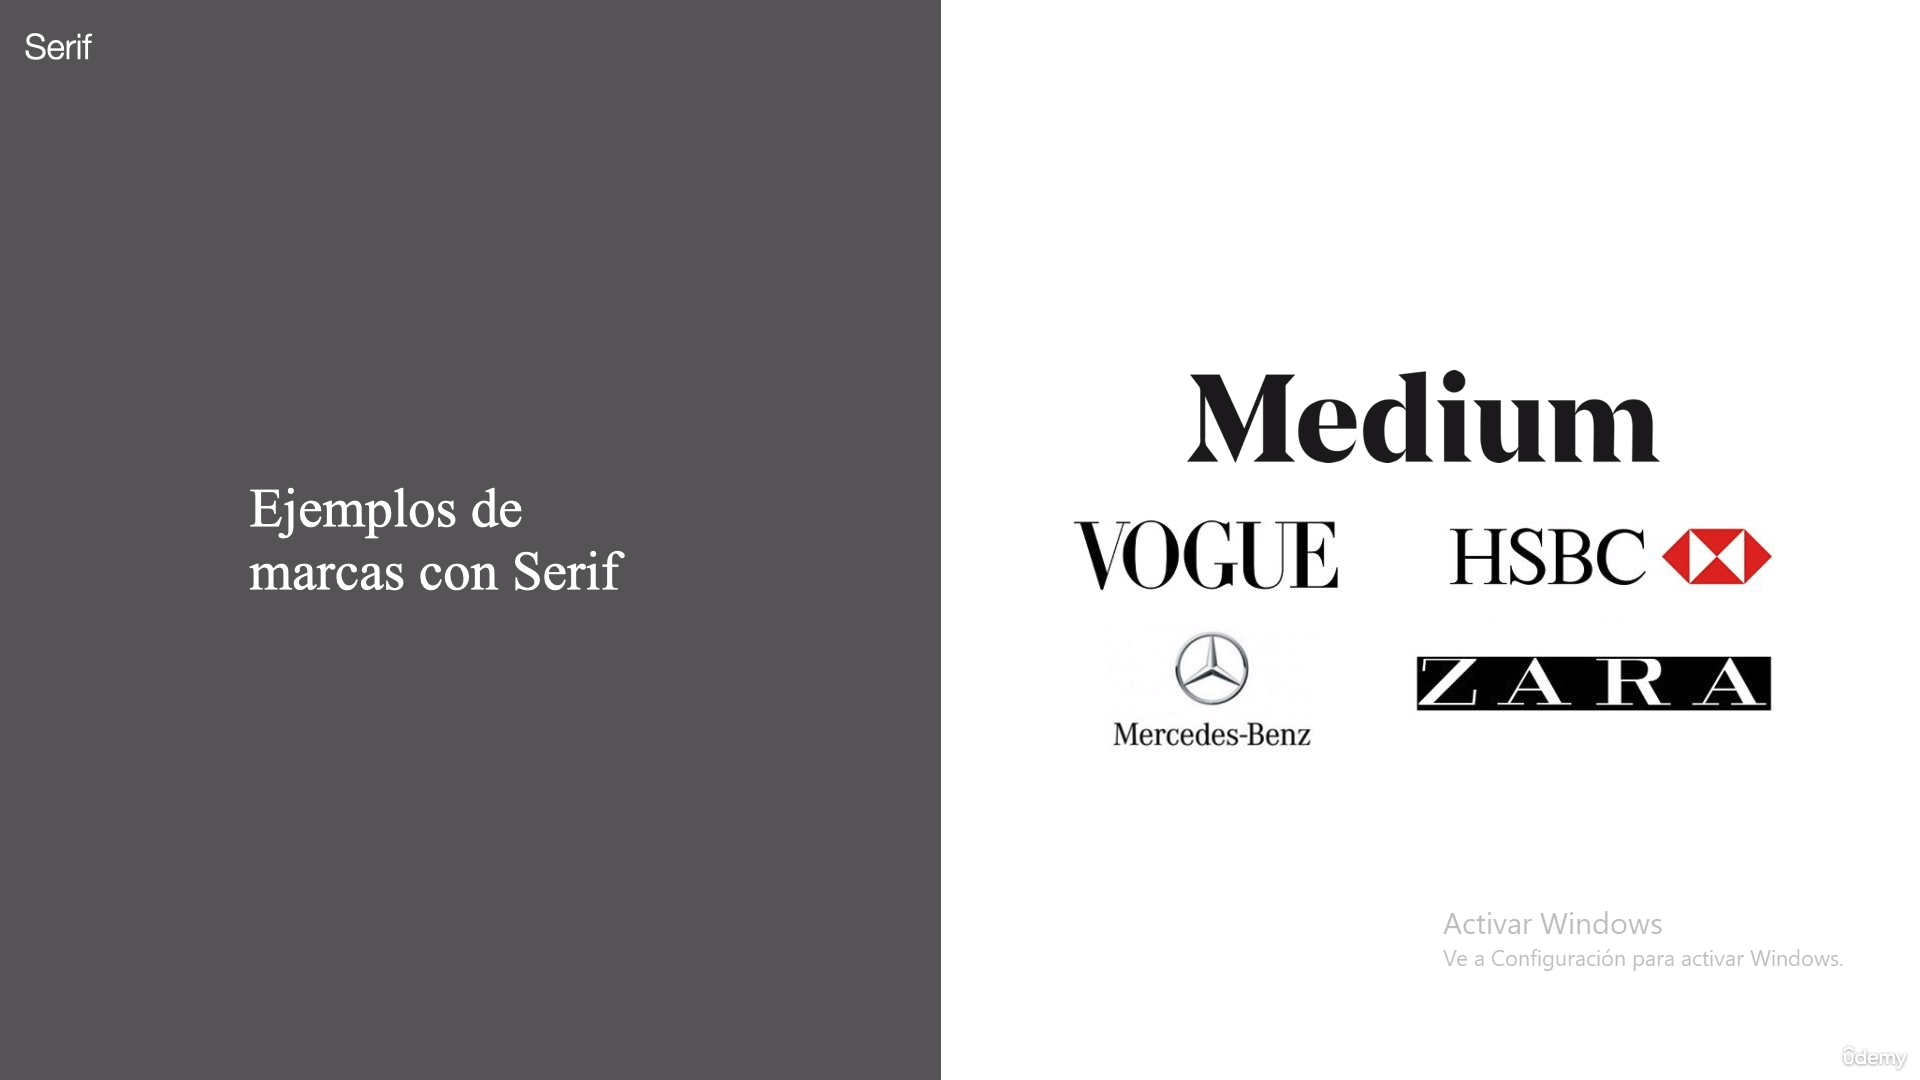 Serif
Ejemplos de
marcas con Serif
Medium
VOGUE
HSBC
Mercedes-Benz
ZARA
Activar Windows
Ve a Configuración para activar Windows.
ûdemy